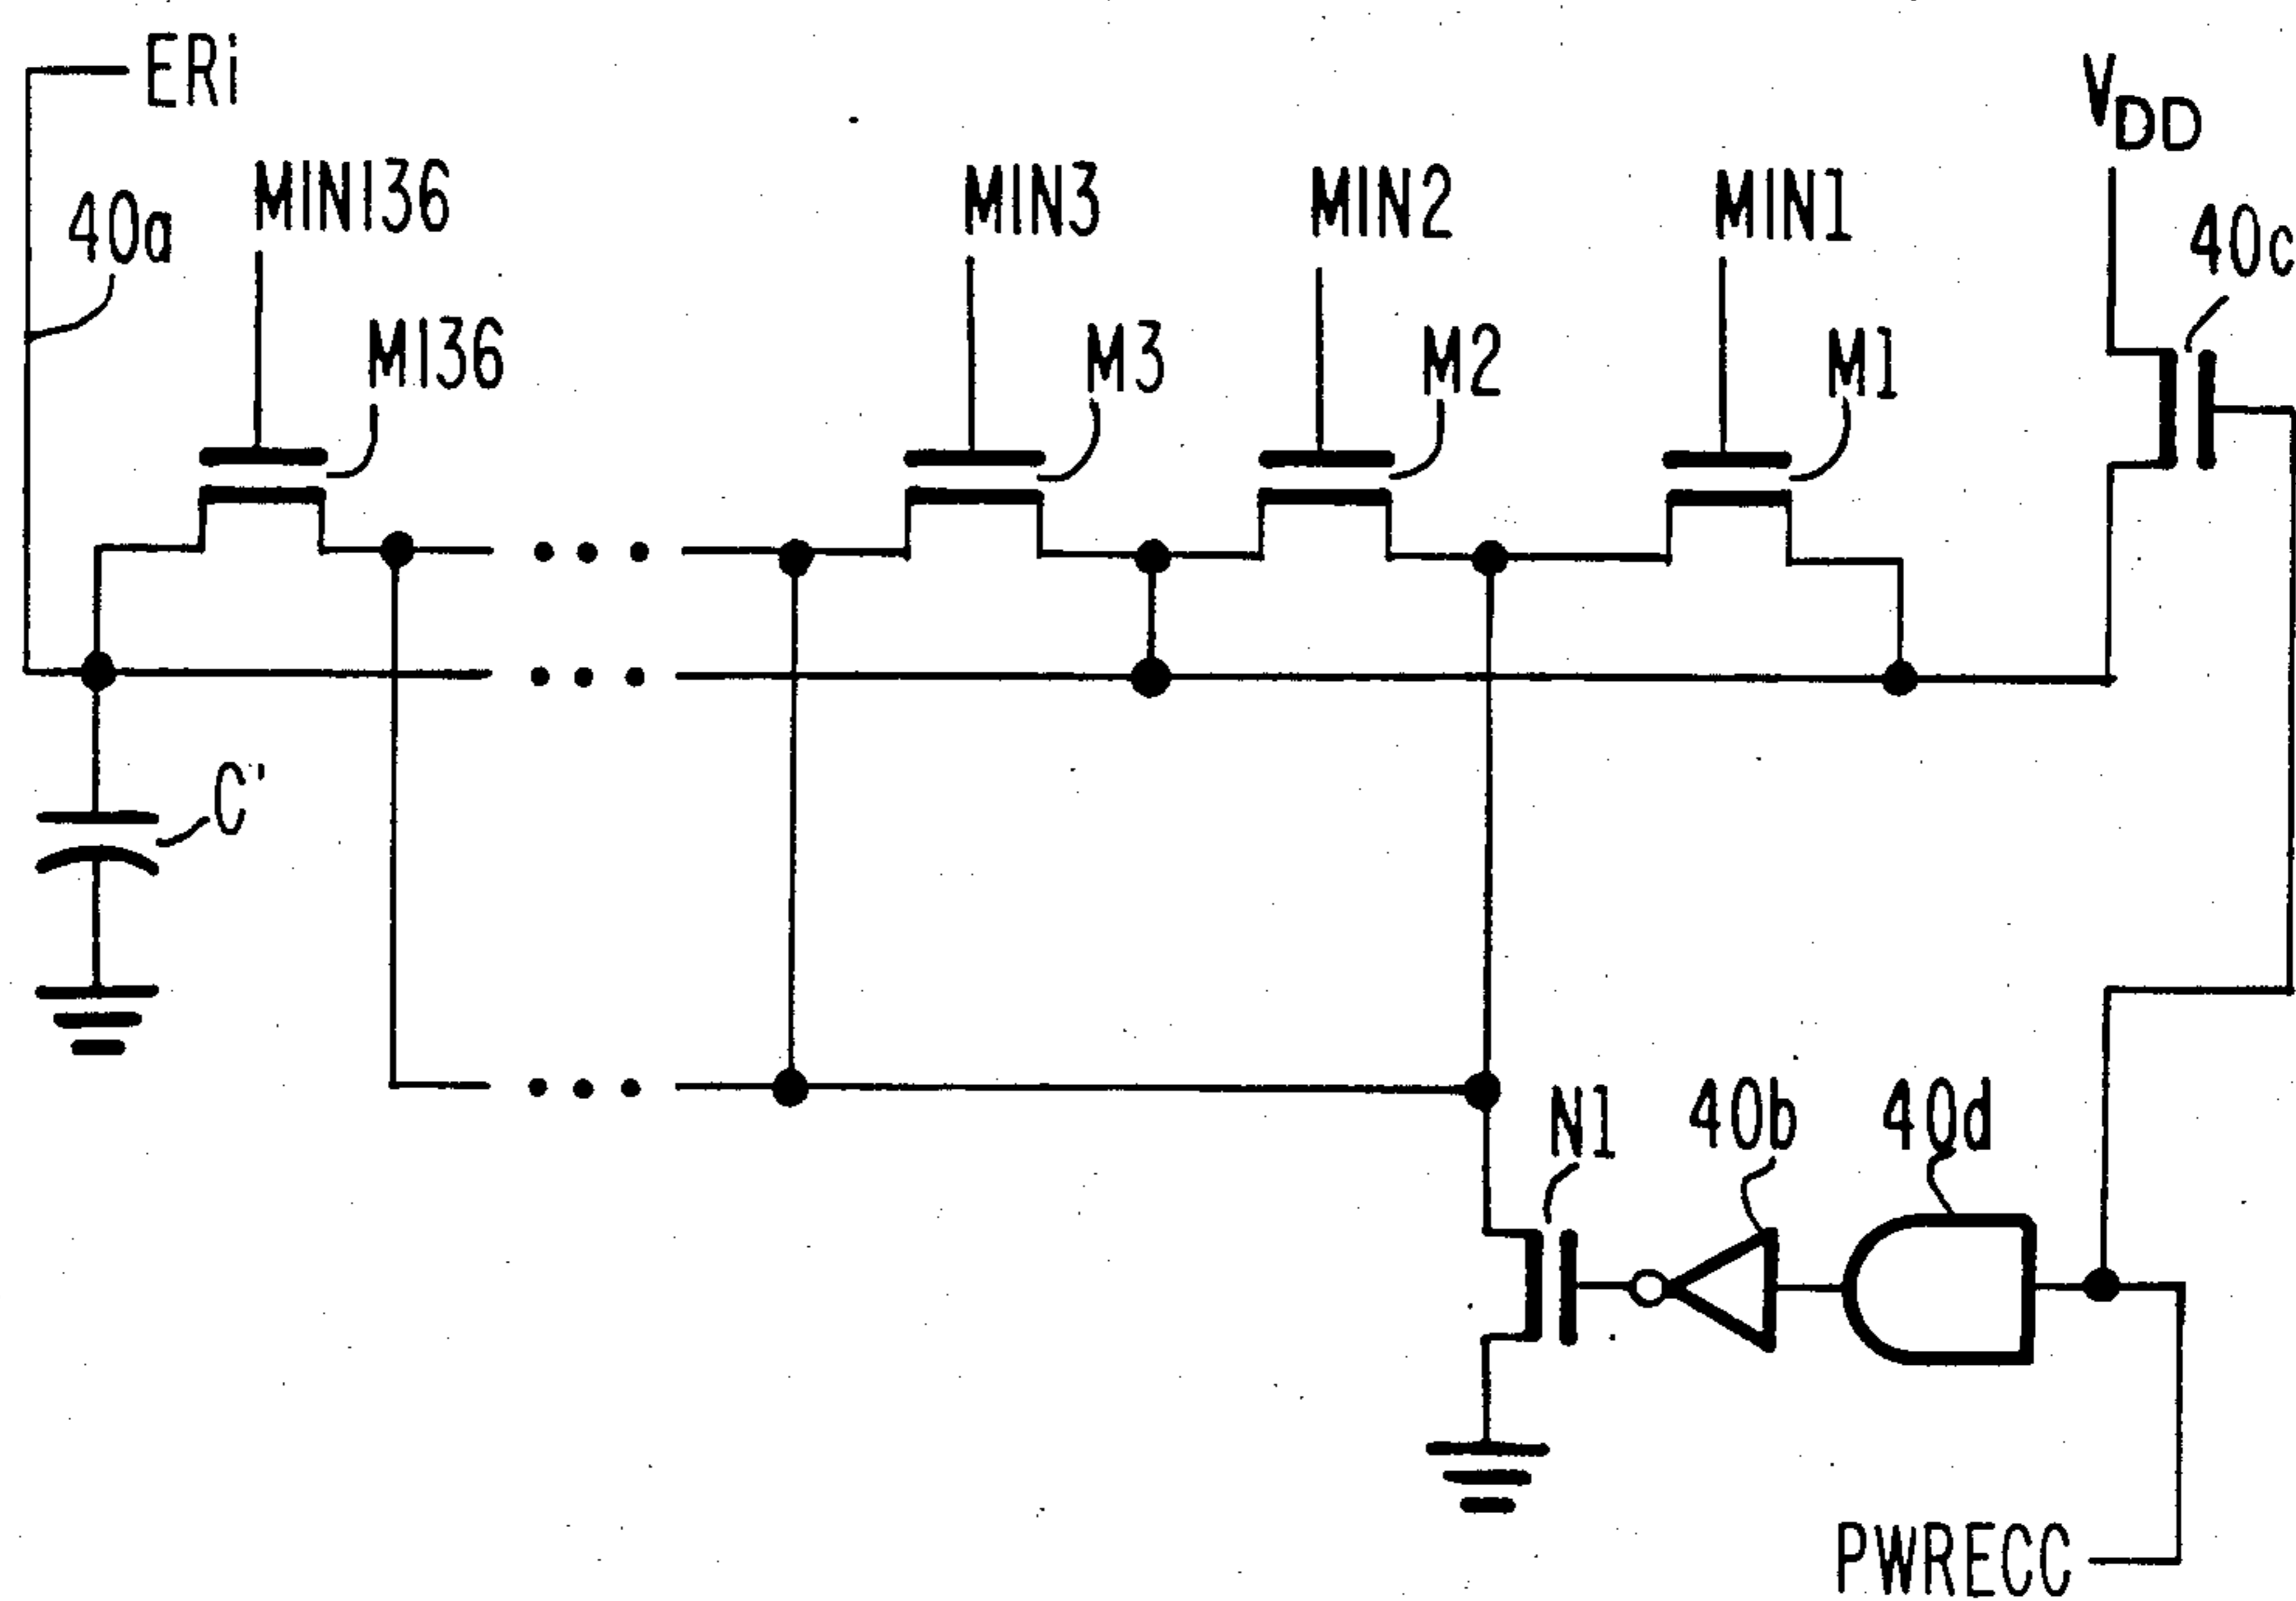 ERi
VDD
MIN136
MIN3
MIN2
MIN1
40a
40c
M136
M3
M2
M1
C'
N1
40b
40d
PWRECC